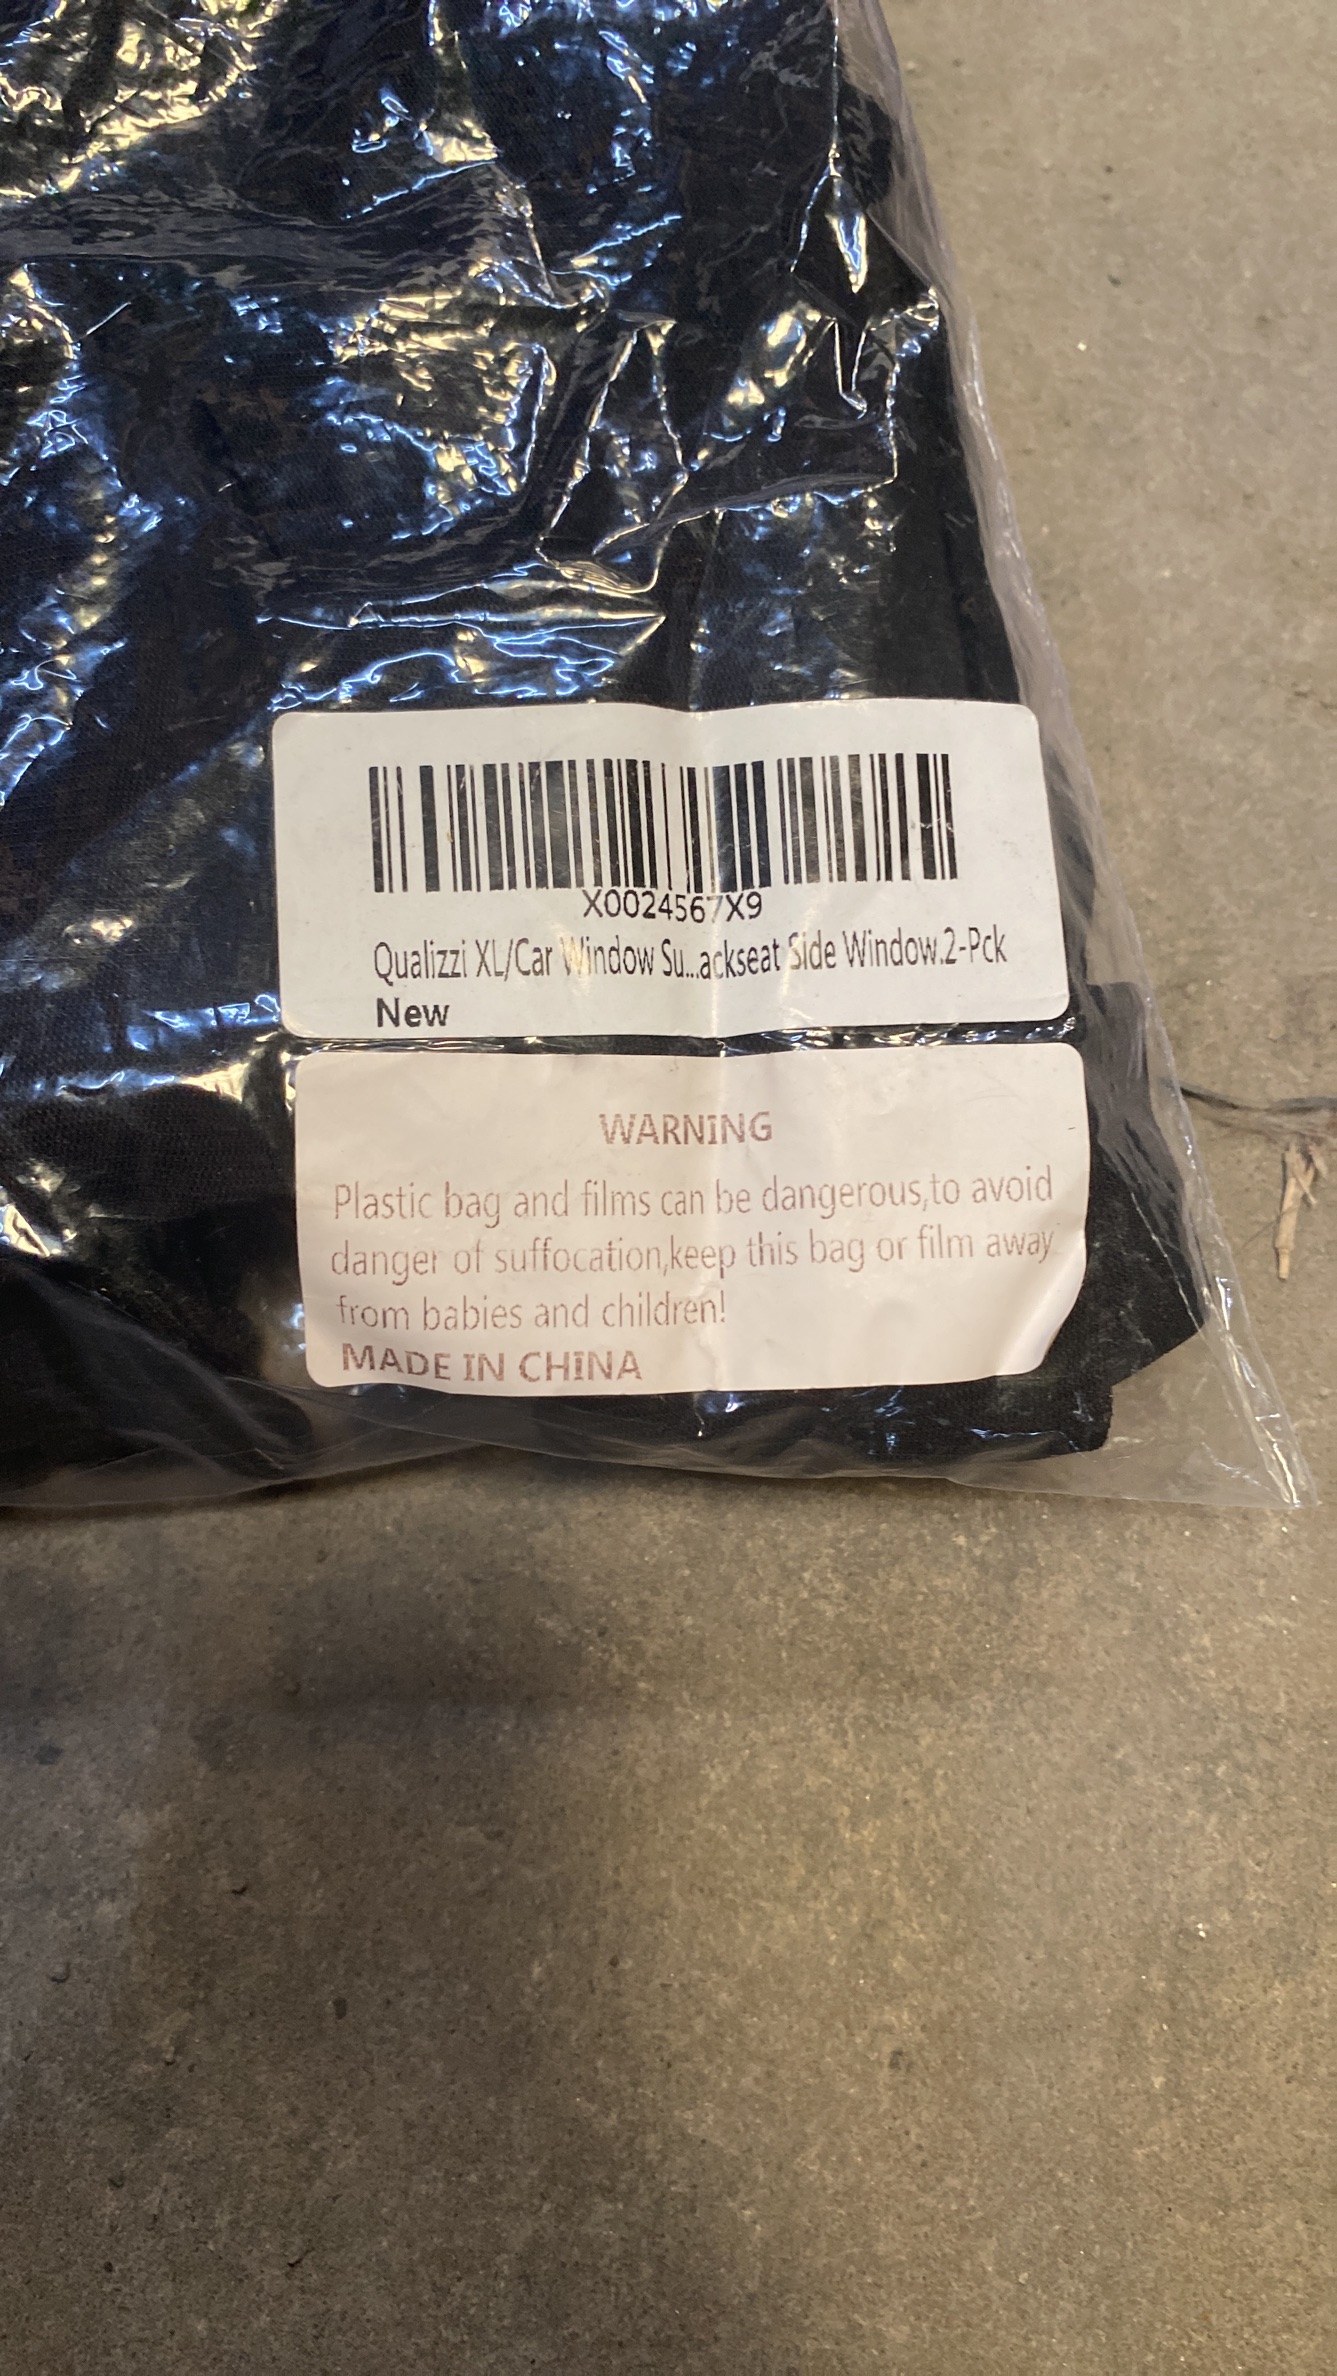 X0024567X9
Qualizzi XL/Car Window Su...ackseat Side Window.2-Pck
New
WARNING
Plastic bag and films can be dangerous,to avoid
danger of suffocation,keep this bag or film away
from babies and children!
MADE IN CHINA